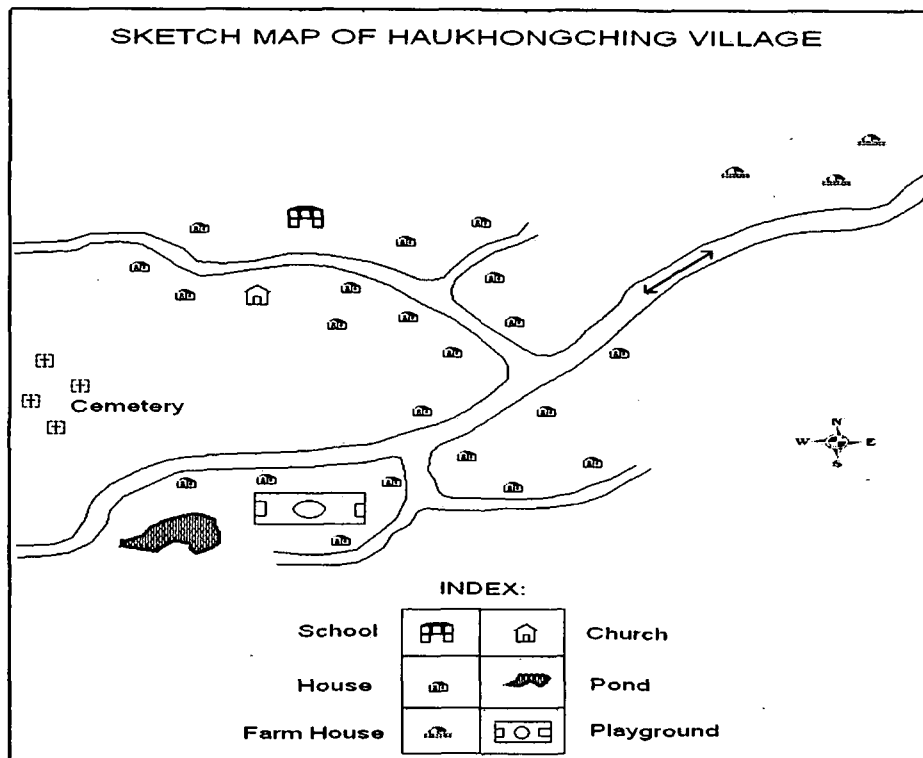 SKETCH MAP OF HAUKHONGCHING VILLAGE
Cemetery
N
W E
S
INDEX:
School Church
House Pond
Farm House Playground